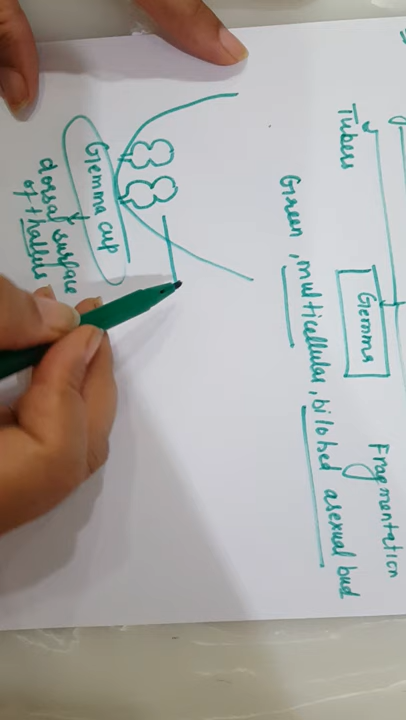 Tubers
Gemma
Fragmentation
Green, multicellular, bilobed asexual bud
Gemma cup
dorsal surface
of thallus